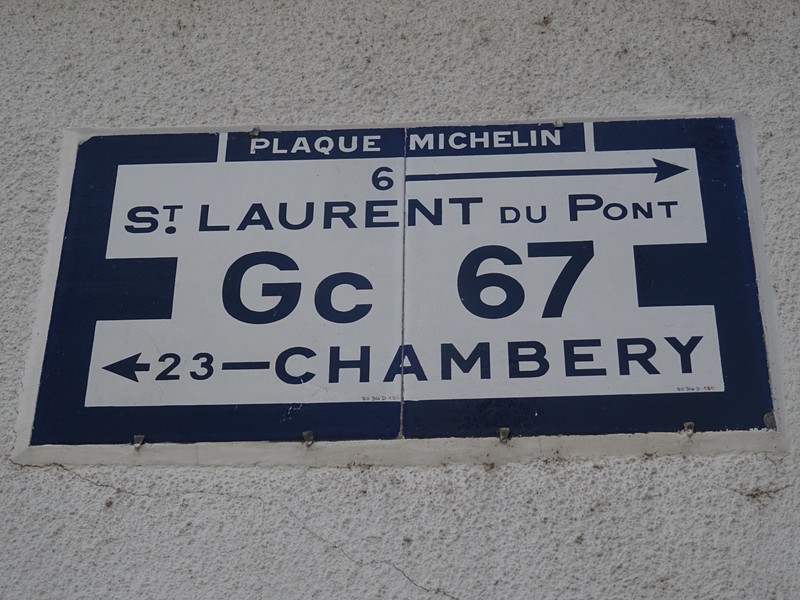 PLAQUE MICHELIN
6
ST. LAURENT DU PONT
GC 67
23 CHAMBERY